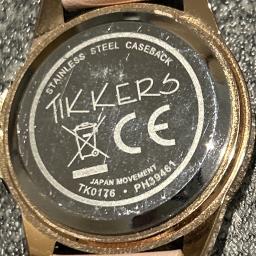 STAINLESS STEEL CASEBACK
TIKKERS
CE
JAPAN MOVEMENT
TK0176 • PH39461